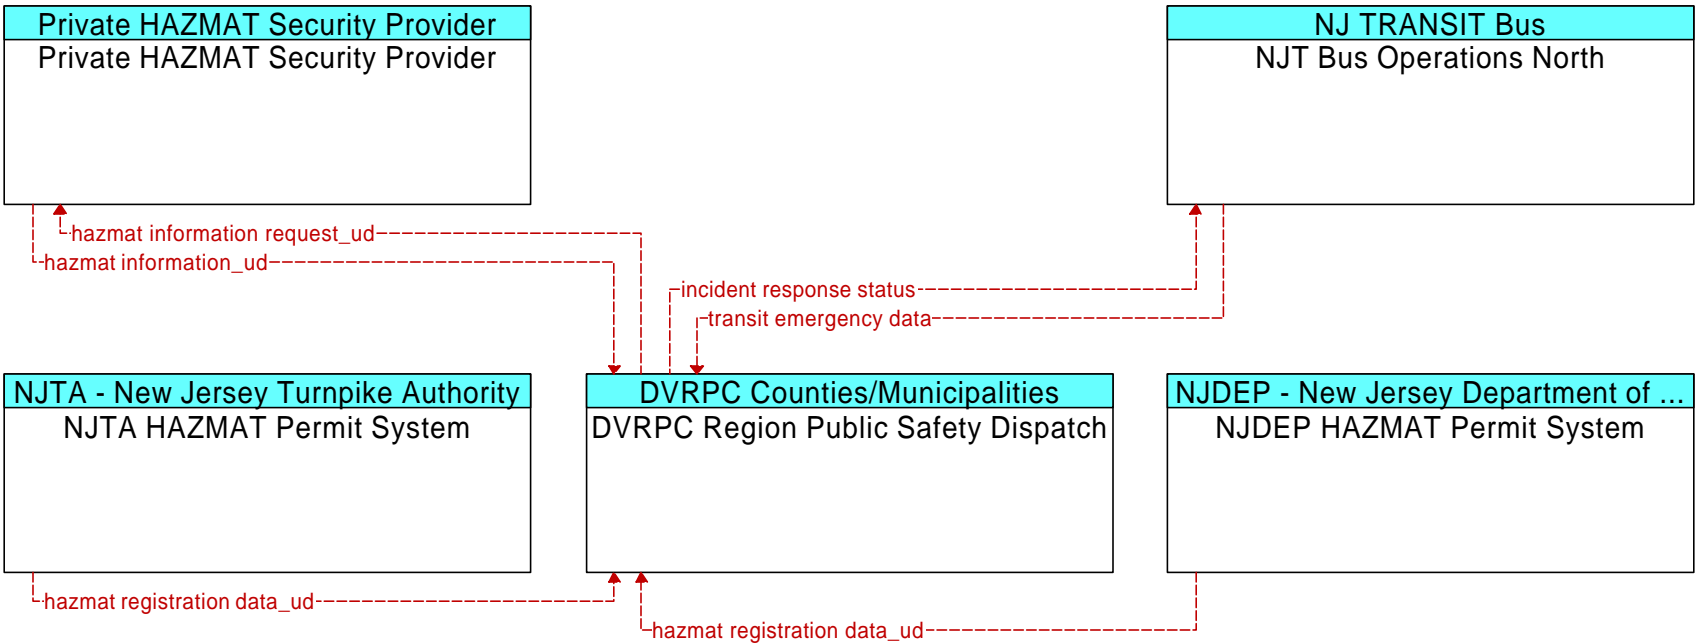 Private HAZMAT Security Provider
Private HAZMAT Security Provider
NJ TRANSIT Bus
NJT Bus Operations North
hazmat information request_ud
hazmat information_ud
incident response status
transit emergency data
NJTA - New Jersey Turnpike Authority
NJTA HAZMAT Permit System
DVRPC Counties/Municipalities
DVRPC Region Public Safety Dispatch
NJDEP - New Jersey Department of ...
NJDEP HAZMAT Permit System
hazmat registration data_ud
hazmat registration data_ud